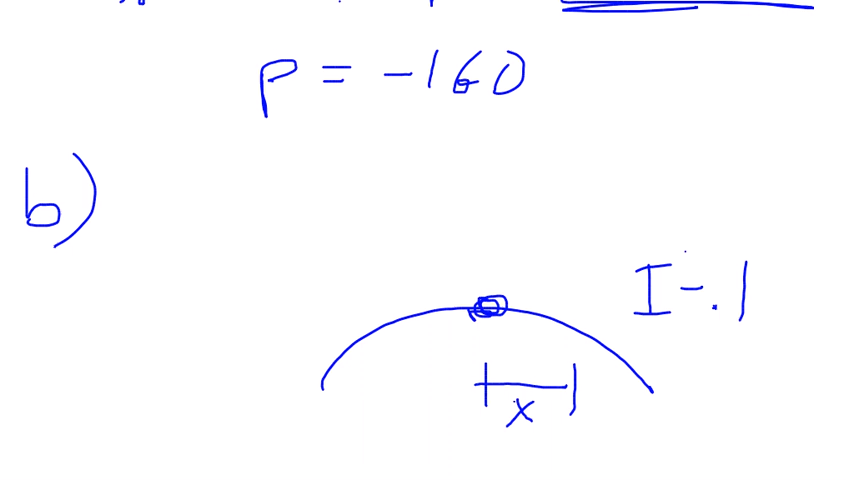 p = -160
b)
I - .1
x